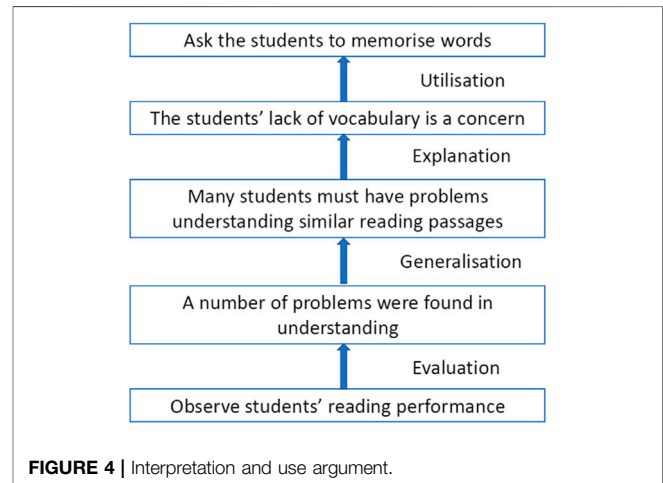 Ask the students to memorise words
Utilisation
The students' lack of vocabulary is a concern
Explanation
Many students must have problems
understanding similar reading passages
Generalisation
A number of problems were found in
understanding
Evaluation
Observe students' reading performance
FIGURE 4 | Interpretation and use argument.